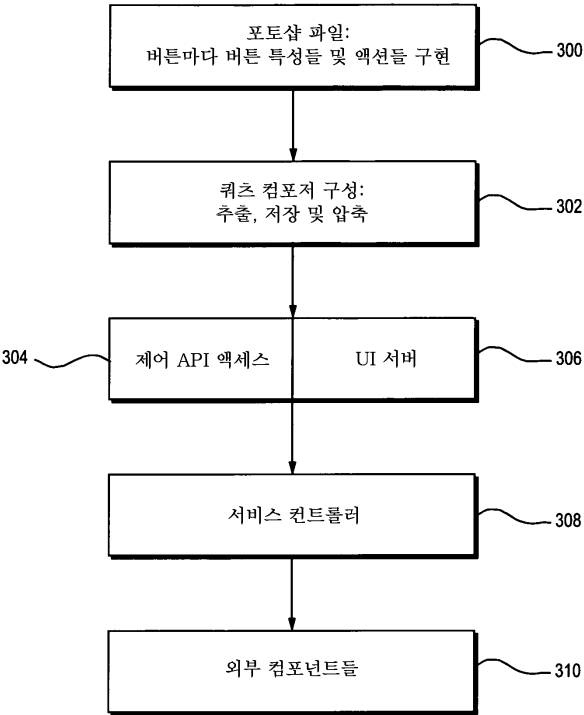 포토샵 파일:
버튼마다 버튼 특성들 및 액션들 구현
300
쿼츠 컴포저 구성:
추출, 저장 및 압축
302
304
제어 API 액세스
UI 서버
306
서비스 컨트롤러
308
외부 컴포넌트들
310